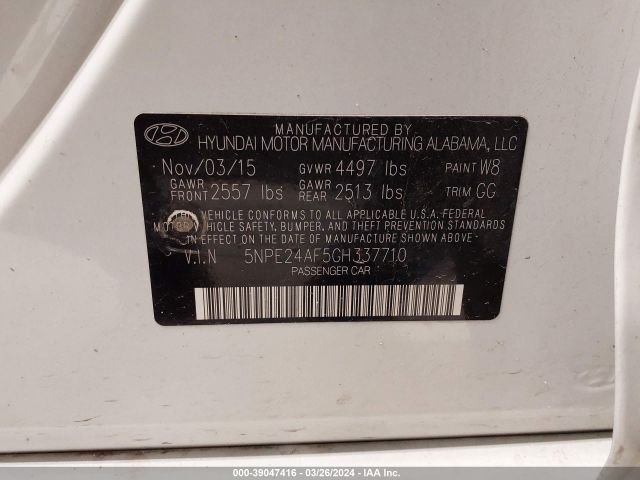 MANUFACTURED BY
HYUNDAI MOTOR MANUFACTURING ALABAMA, LLC
Nov/03/15 GVWR 4497 lbs PAINT W8
GAWR FRONT 2557 lbs GAWR REAR 2513 lbs TRIM GG
VEHICLE CONFORMS TO ALL APPLICABLE U.S.A. FEDERAL
MOTOR VEHICLE SAFETY, BUMPER, AND THEFT PREVENTION
STANDARDS IN EFFECT ON THE DATE OF MANUFACTURE SHOWN ABOVE.
V.I.N 5NPE24AF5GH337710
PASSENGER CAR
000-39047416 - 03/26/2024 - IAA Inc.